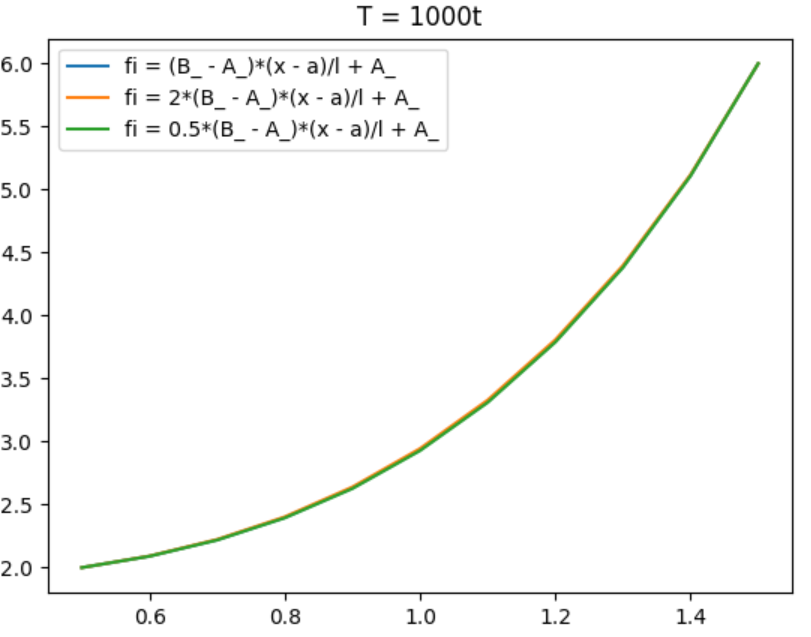 T = 1000t
fi = (B_ - A_)*(x - a)/l + A_
fi = 2*(B_ - A_)*(x - a)/l + A_
fi = 0.5*(B_ - A_)*(x - a)/l + A_
6.0
5.5
5.0
4.5
4.0
3.5
3.0
2.5
2.0
0.6 0.8 1.0 1.2 1.4